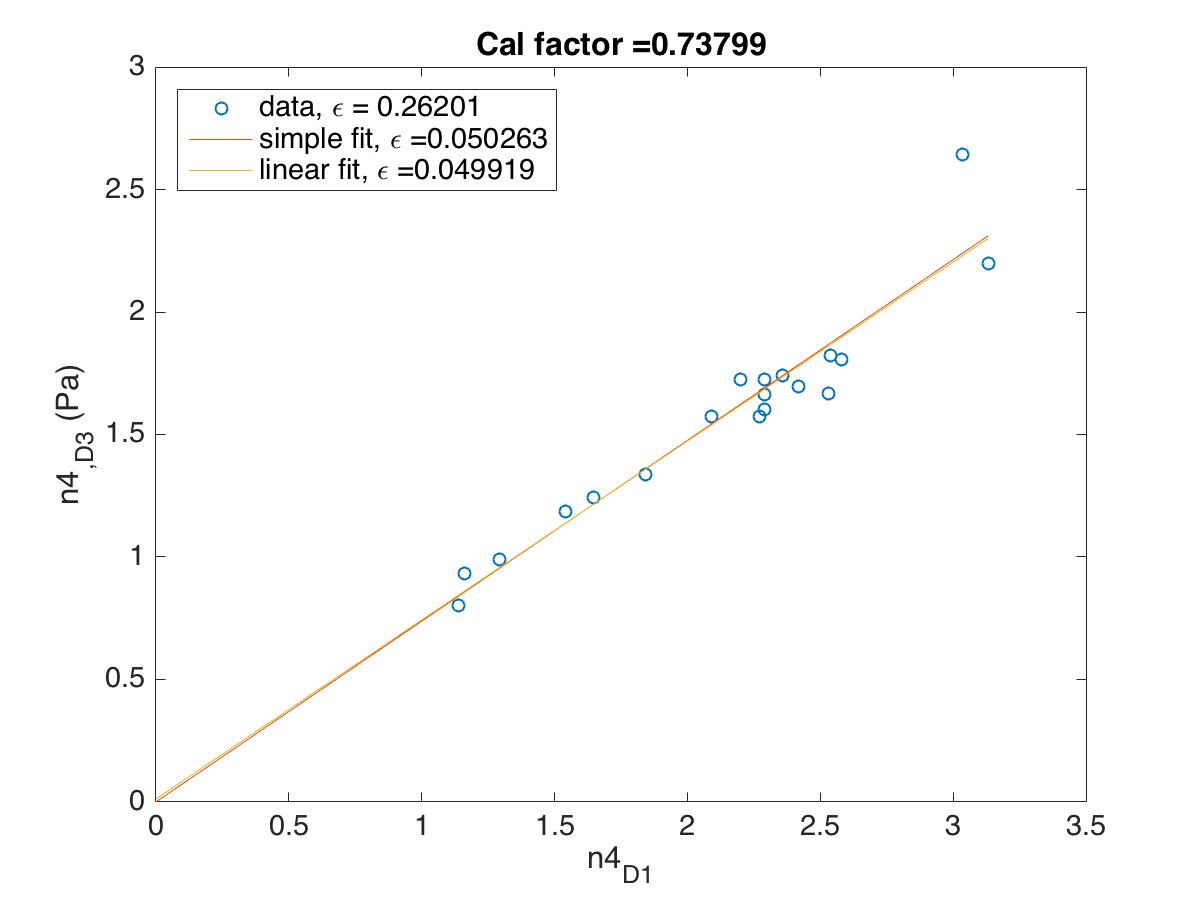 Cal factor =0.73799
data, ϵ = 0.26201
simple fit, ϵ =0.050263
linear fit, ϵ =0.049919
3
2.5
2
1.5
1
0.5
0
n4,D3 (Pa)
0 0.5 1 1.5 2 2.5 3 3.5
n4D1